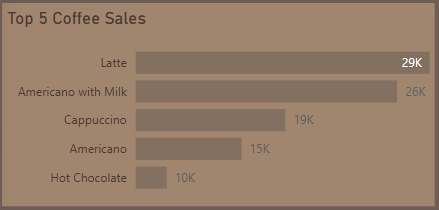 Top 5 Coffee Sales
Latte 29K
Americano with Milk 26K
Cappuccino 19K
Americano 15K
Hot Chocolate 10K